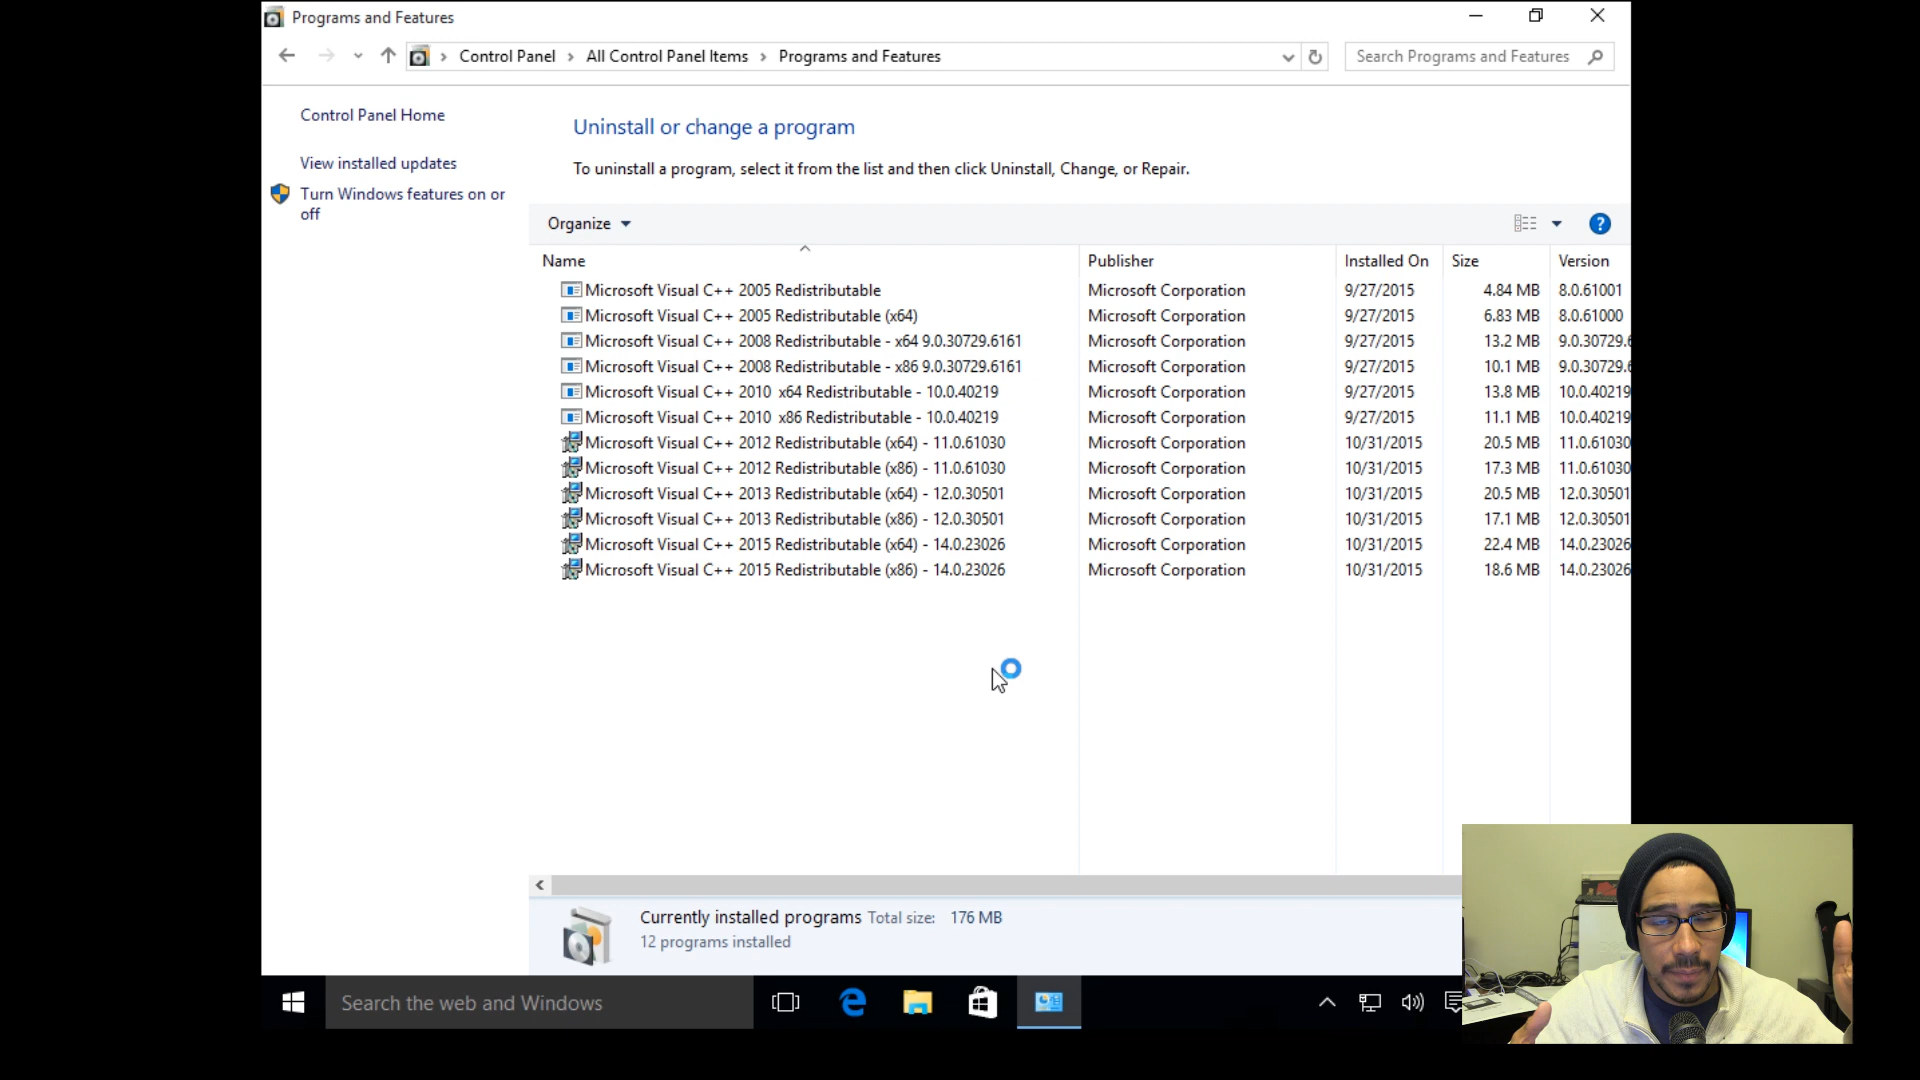 Programs and Features
Control Panel > All Control Panel Items > Programs and Features
Search Programs and Features
Control Panel Home
View installed updates
Turn Windows features on or
off
Uninstall or change a program
To uninstall a program, select it from the list and then click Uninstall, Change, or Repair.
Organize
Name Publisher Installed On Size Version
Microsoft Visual C++ 2005 Redistributable Microsoft Corporation 9/27/2015 4.84 MB 8.0.61001
Microsoft Visual C++ 2005 Redistributable (x64) Microsoft Corporation 9/27/2015 6.83 MB 8.0.61000
Microsoft Visual C++ 2008 Redistributable - x64 9.0.30729.6161 Microsoft Corporation 9/27/2015 13.2 MB 9.0.30729.6
Microsoft Visual C++ 2008 Redistributable - x86 9.0.30729.6161 Microsoft Corporation 9/27/2015 10.1 MB 9.0.30729.6
Microsoft Visual C++ 2010 x64 Redistributable - 10.0.40219 Microsoft Corporation 9/27/2015 13.8 MB 10.0.40219
Microsoft Visual C++ 2010 x86 Redistributable - 10.0.40219 Microsoft Corporation 9/27/2015 11.1 MB 10.0.40219
Microsoft Visual C++ 2012 Redistributable (x64) - 11.0.61030 Microsoft Corporation 10/31/2015 20.5 MB 11.0.61030
Microsoft Visual C++ 2012 Redistributable (x86) - 11.0.61030 Microsoft Corporation 10/31/2015 17.3 MB 11.0.61030
Microsoft Visual C++ 2013 Redistributable (x64) - 12.0.30501 Microsoft Corporation 10/31/2015 20.5 MB 12.0.30501
Microsoft Visual C++ 2013 Redistributable (x86) - 12.0.30501 Microsoft Corporation 10/31/2015 17.1 MB 12.0.30501
Microsoft Visual C++ 2015 Redistributable (x64) - 14.0.23026 Microsoft Corporation 10/31/2015 22.4 MB 14.0.23026
Microsoft Visual C++ 2015 Redistributable (x86) - 14.0.23026 Microsoft Corporation 10/31/2015 18.6 MB 14.0.23026
Currently installed programs Total size: 176 MB
12 programs installed
Search the web and Windows